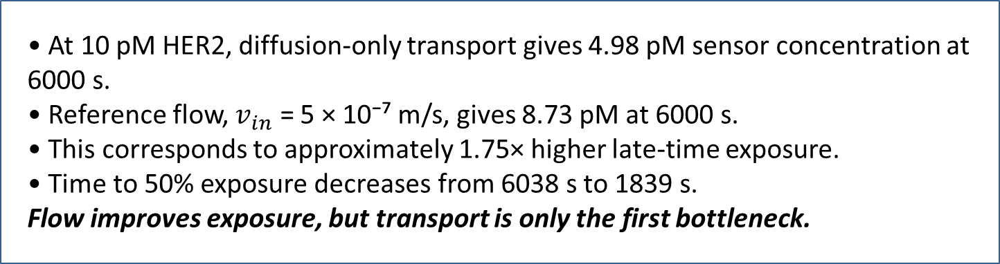 • At 10 pM HER2, diffusion-only transport gives 4.98 pM sensor concentration at
6000 s.
• Reference flow, 𝑣𝑖𝑛 = 5 × 10⁻⁷ m/s, gives 8.73 pM at 6000 s.
• This corresponds to approximately 1.75× higher late-time exposure.
• Time to 50% exposure decreases from 6038 s to 1839 s.
Flow improves exposure, but transport is only the first bottleneck.